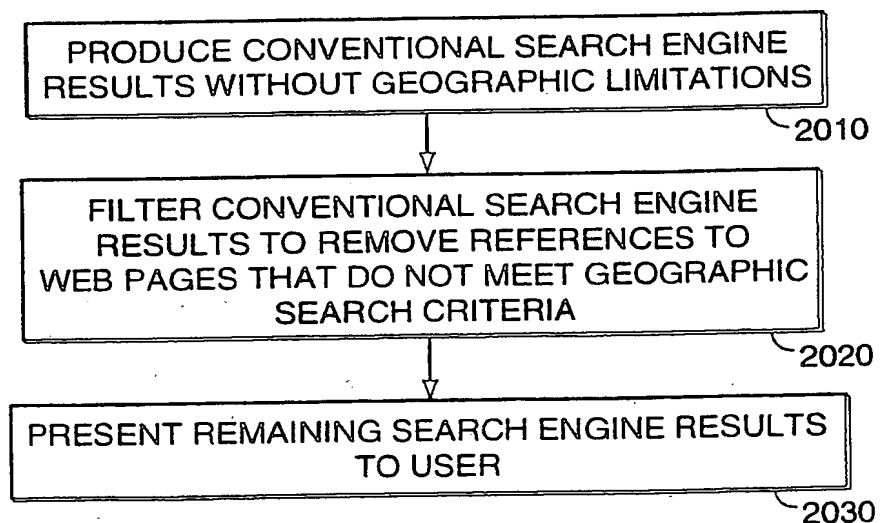 PRODUCE CONVENTIONAL SEARCH ENGINE
RESULTS WITHOUT GEOGRAPHIC LIMITATIONS
2010
FILTER CONVENTIONAL SEARCH ENGINE
RESULTS TO REMOVE REFERENCES TO
WEB PAGES THAT DO NOT MEET GEOGRAPHIC
SEARCH CRITERIA
2020
PRESENT REMAINING SEARCH ENGINE RESULTS
TO USER
2030